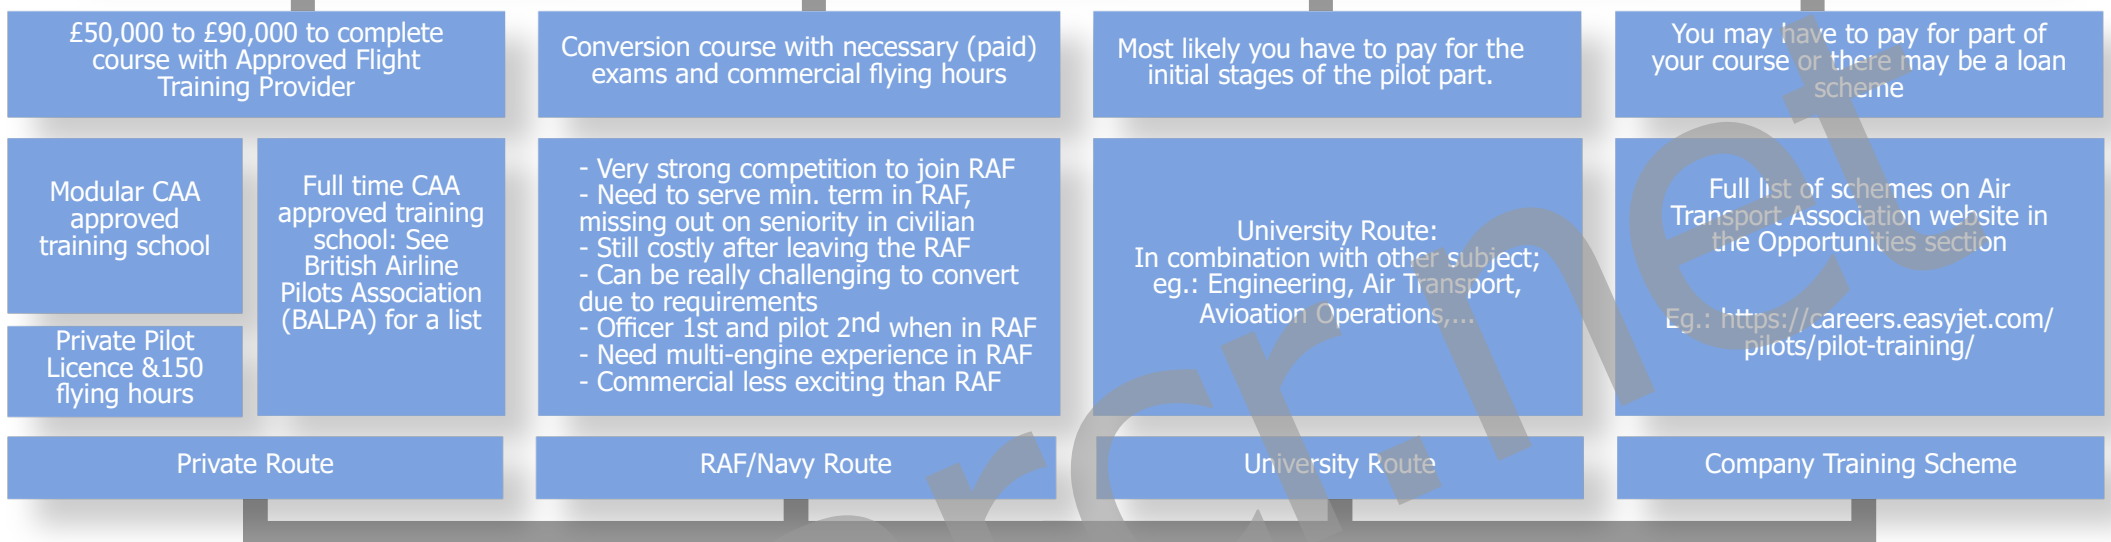 £50,000 to £90,000 to complete
course with Approved Flight
Training Provider
Conversion course with necessary (paid)
exams and commercial flying hours
Most likely you have to pay for the
initial stages of the pilot part.
You may have to pay for part of
your course or there may be a loan
scheme
Modular CAA
approved
training school
Private Pilot
Licence &150
flying hours
Full time CAA
approved training
school: See
British Airline
Pilots Association
(BALPA) for a list
- Very strong competition to join RAF
- Need to serve min. term in RAF,
missing out on seniority in civilian
- Still costly after leaving the RAF
- Can be really challenging to convert
due to requirements
- Officer 1st and pilot 2nd when in RAF
- Need multi-engine experience in RAF
- Commercial less exciting than RAF
University Route:
In combination with other subject;
eg.: Engineering, Air Transport,
Avioation Operations,...
Full list of schemes on Air
Transport Association website in
the Opportunities section
Eg.: https://careers.easyjet.com/
pilots/pilot-training/
Private Route
RAF/Navy Route
University Route
Company Training Scheme